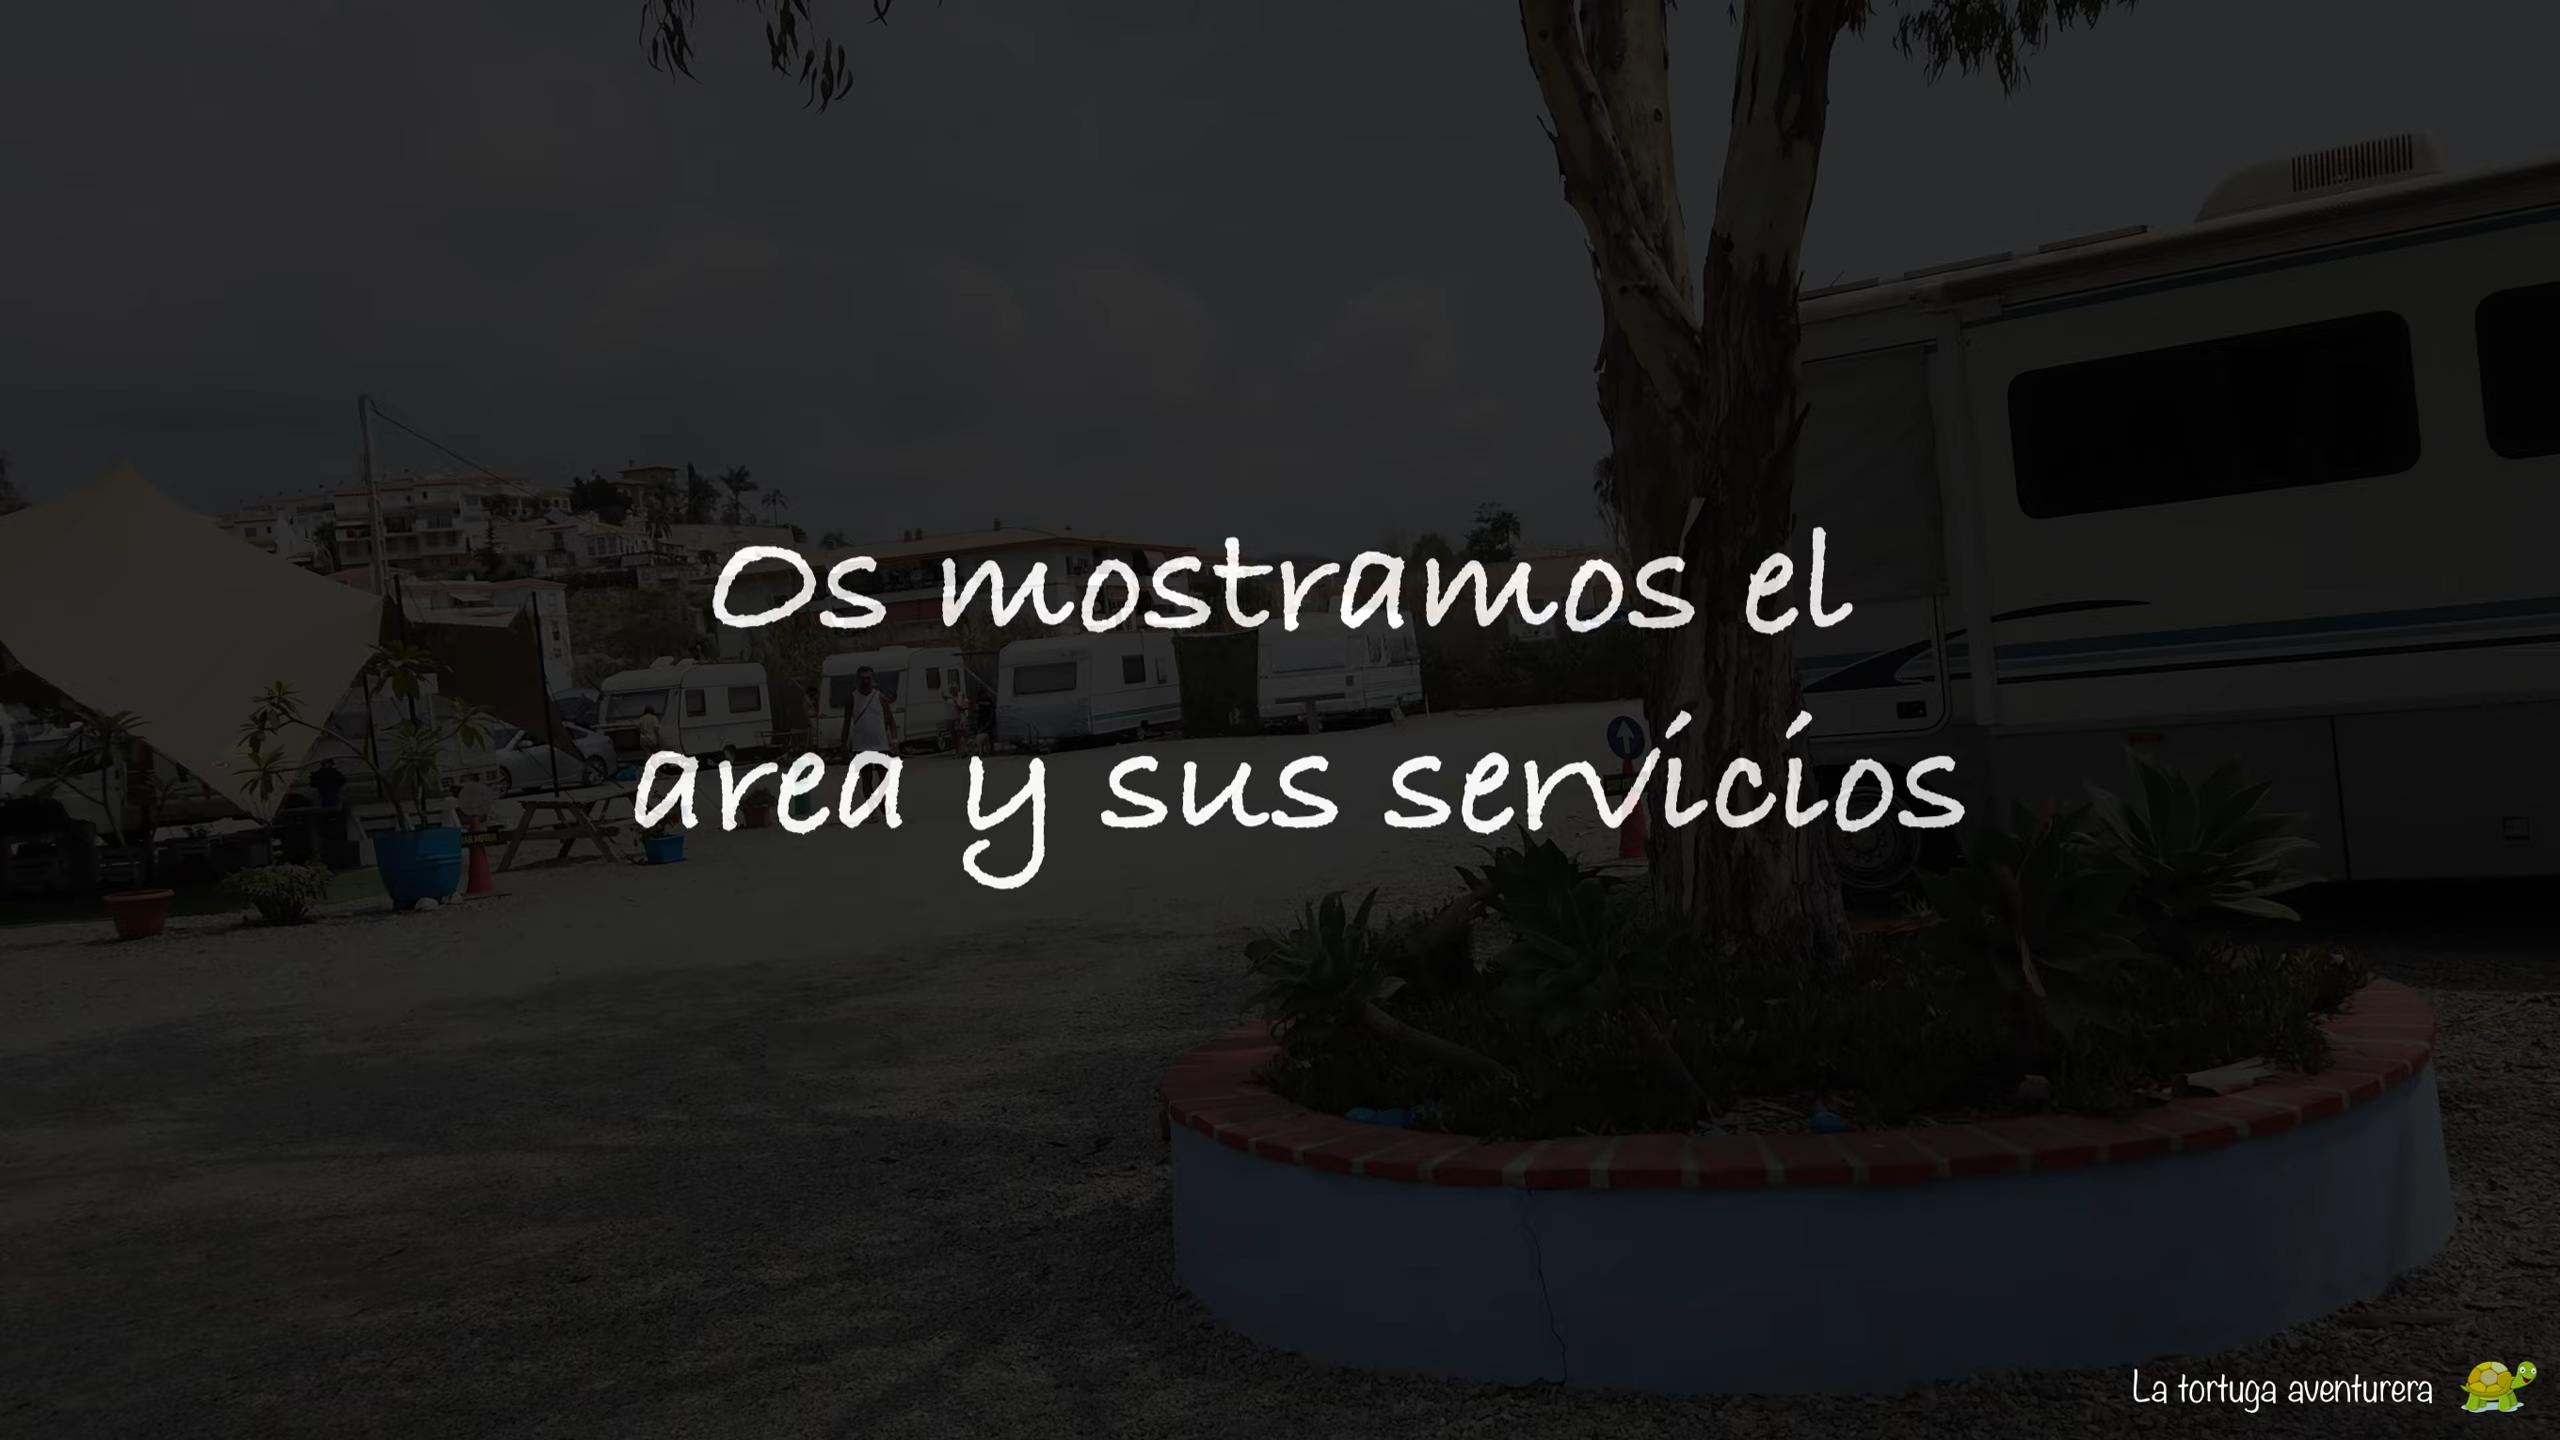 Os mostramos el
area y sus servicios
La tortuga aventurera